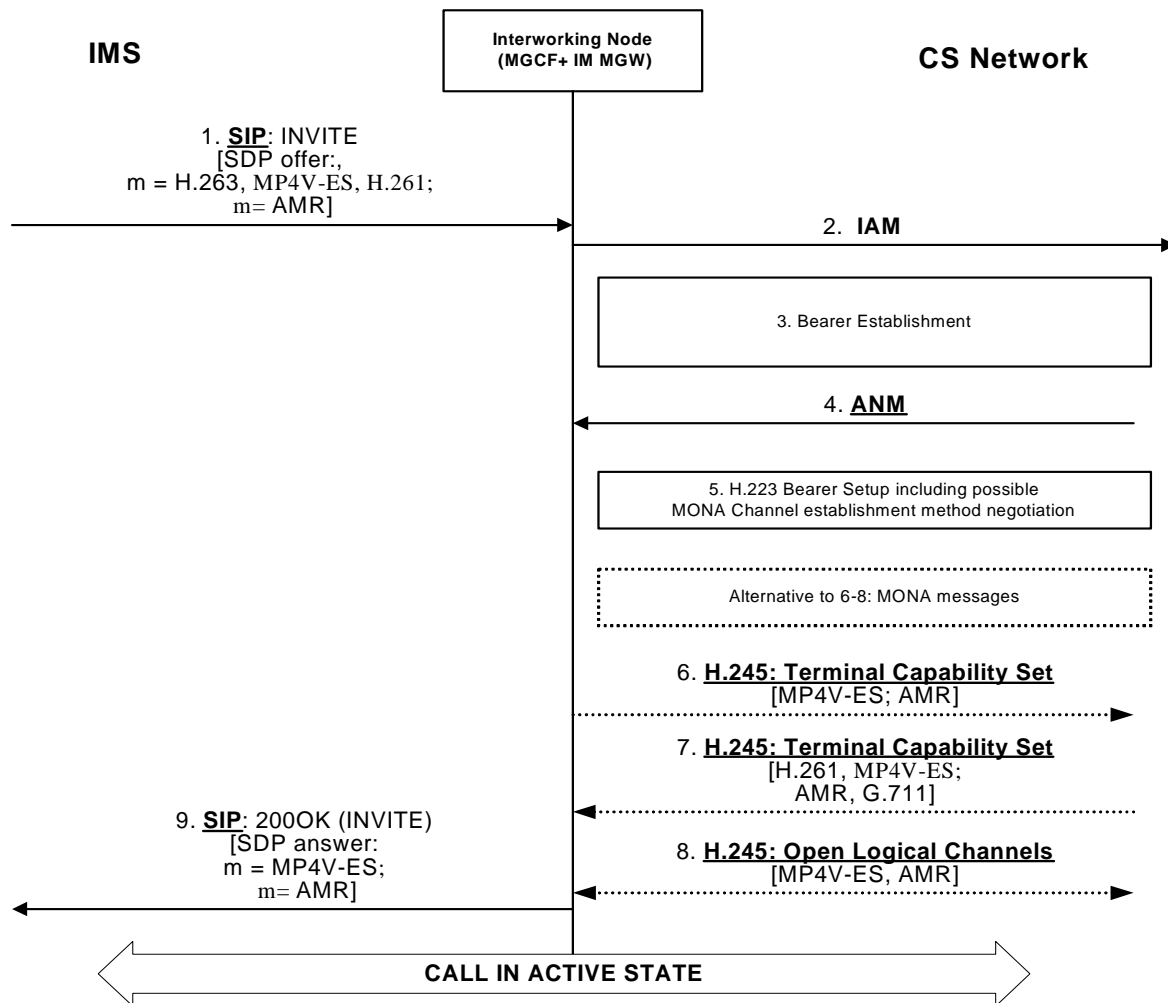 IMS
Interworking Node
(MGCF+ IM MGW)
CS Network
1. SIP: INVITE
[SDP offer:,
m = H.263, MP4V-ES, H.261;
m= AMR]
2. IAM
3. Bearer Establishment
4. ANM
5. H.223 Bearer Setup including possible
MONA Channel establishment method negotiation
Alternative to 6-8: MONA messages
6. H.245: Terminal Capability Set
[MP4V-ES; AMR]
7. H.245: Terminal Capability Set
[H.261, MP4V-ES;
AMR, G.711]
8. H.245: Open Logical Channels
[MP4V-ES, AMR]
9. SIP: 200OK (INVITE)
[SDP answer:
m = MP4V-ES;
m= AMR]
CALL IN ACTIVE STATE